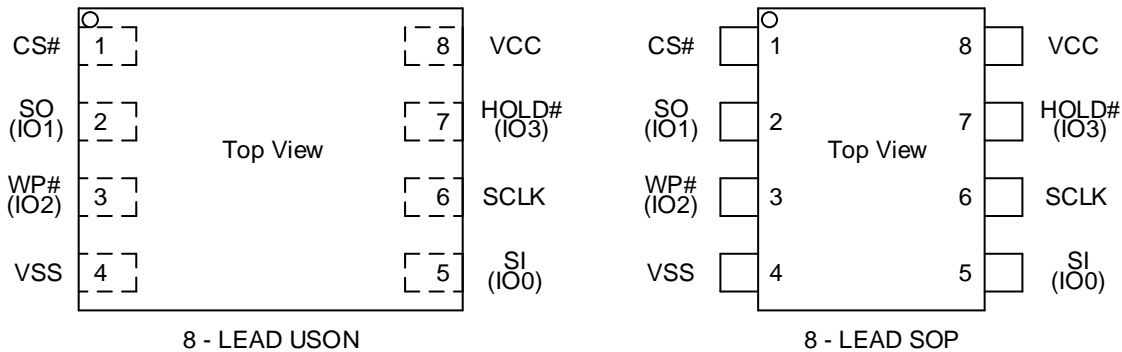 CS# 1 8 VCC
SO
(IO1) 2 7 HOLD#
(IO3)
Top View
WP#
(IO2) 3 6 SCLK
VSS 4 5 SI
(IO0)
8 - LEAD USON
CS# 1 8 VCC
SO
(IO1) 2 7 HOLD#
(IO3)
Top View
WP#
(IO2) 3 6 SCLK
VSS 4 5 SI
(IO0)
8 - LEAD SOP